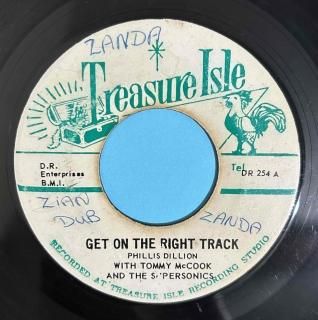 ZANDA
Treasure Isle
D.R.
Enterprises
B.M.I.
Tel
DR 254 A
ZIAN
DUB
ZANDA
GET ON THE RIGHT TRACK
PHILLIS DILLION
WITH TOMMY McCOOK
AND THE S'PERSONICS
RECORDED AT TREASURE ISLE RECORDING STUDIO